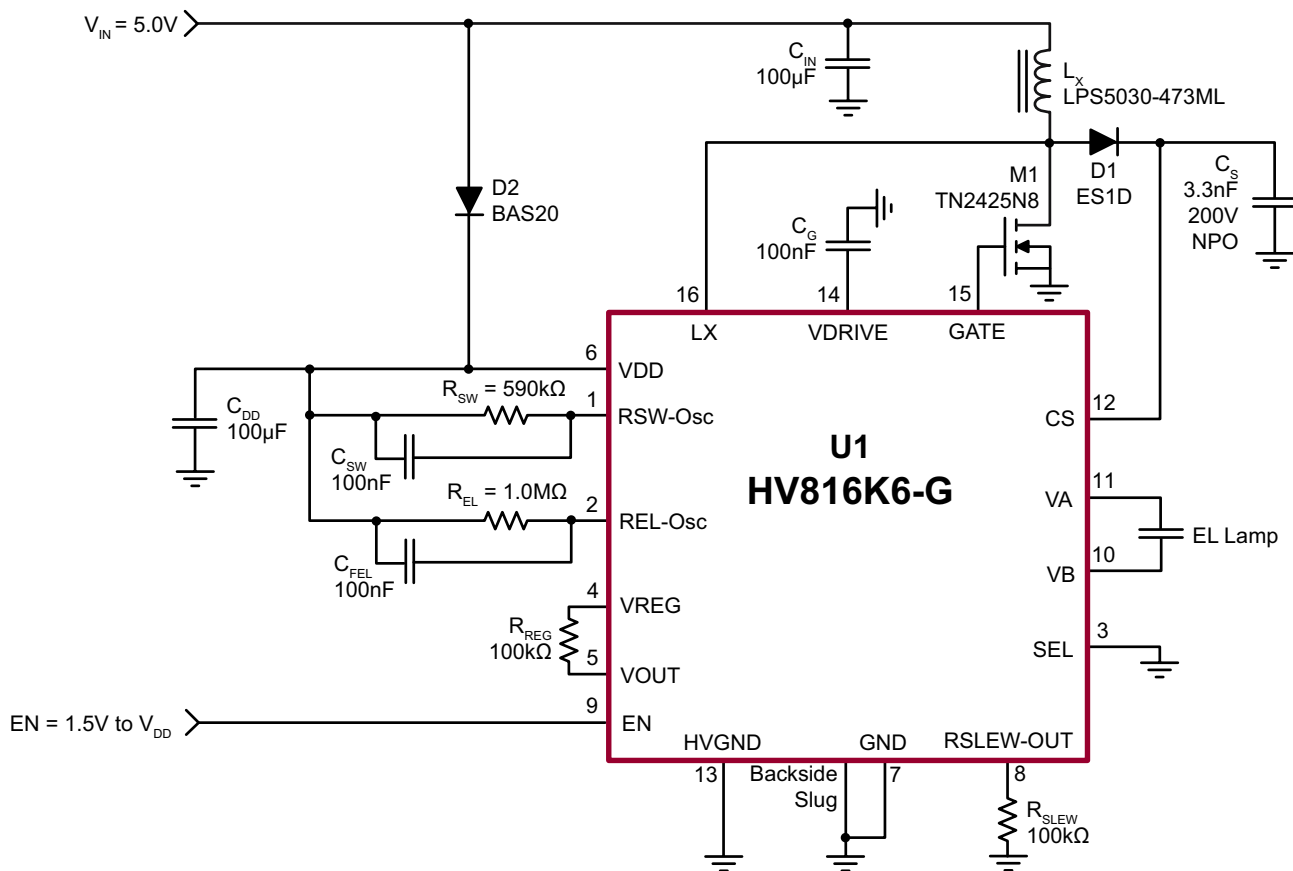 V_IN = 5.0V
C_IN
100µF
L_X
LPS5030-473ML
D2
BAS20
M1
TN2425N8
D1
ES1D
C_S
3.3nF
200V
NPO
C_G
100nF
16
14
15
LX
VDRIVE
GATE
6
VDD
C_DD
100µF
R_SW = 590kΩ
1
RSW-Osc
C_SW
100nF
R_EL = 1.0MΩ
2
REL-Osc
C_FEL
100nF
4
VREG
R_REG
100kΩ
5
VOUT
EN = 1.5V to V_DD
9
EN
U1
HV816K6-G
12
CS
11
VA
EL Lamp
10
VB
3
SEL
HVGND
GND
RSLEW-OUT
13
Backside
Slug
7
8
R_SLEW
100kΩ